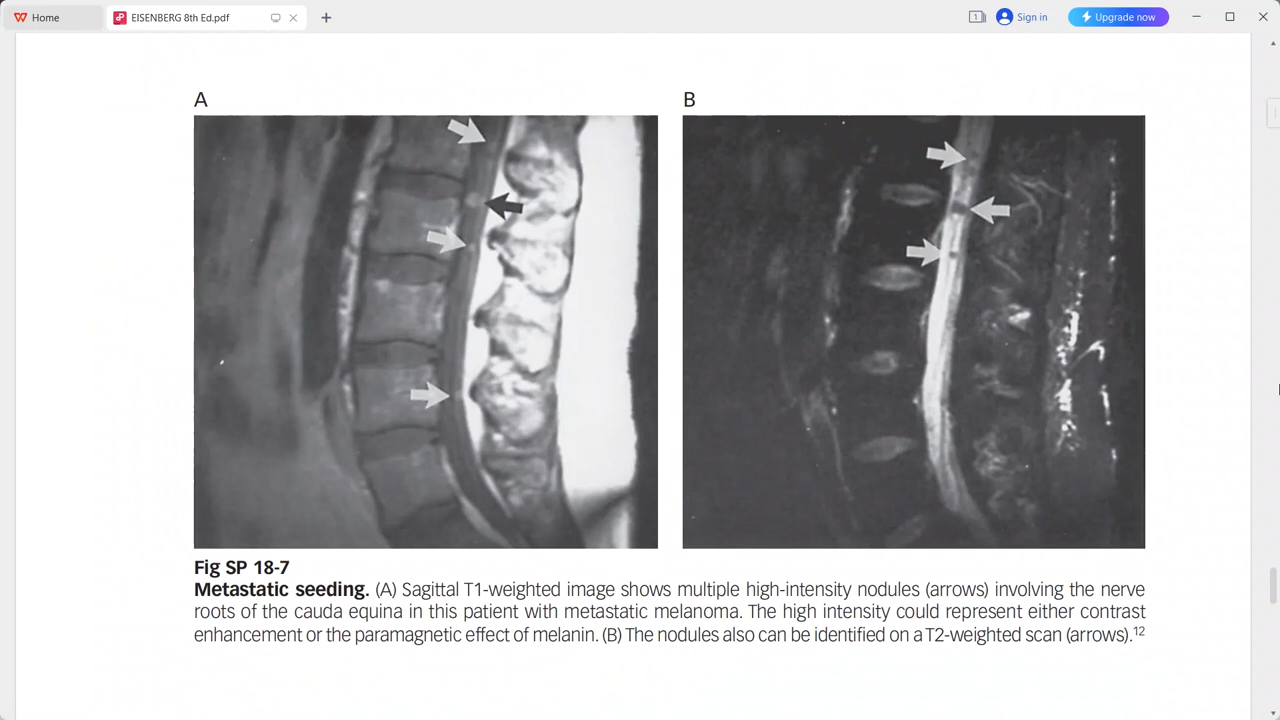 Home
EISENBERG 8th Ed.pdf
1
Sign in
Upgrade now
A
B
Fig SP 18-7
Metastatic seeding. (A) Sagittal T1-weighted image shows multiple high-intensity nodules (arrows) involving the nerve
roots of the cauda equina in this patient with metastatic melanoma. The high intensity could represent either contrast
enhancement or the paramagnetic effect of melanin. (B) The nodules also can be identified on a T2-weighted scan (arrows).12